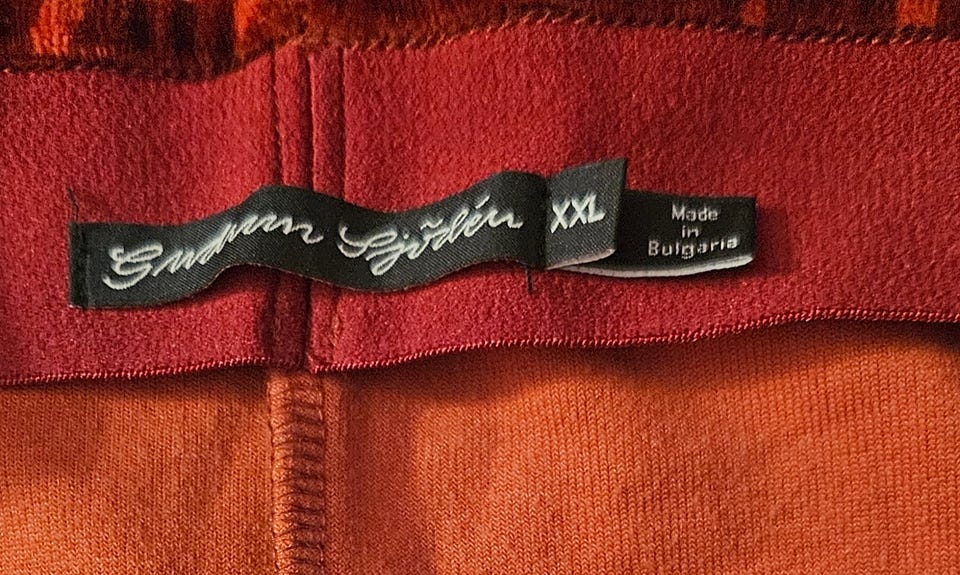 Gudrun Sjödén
XXL
Made
in
Bulgaria